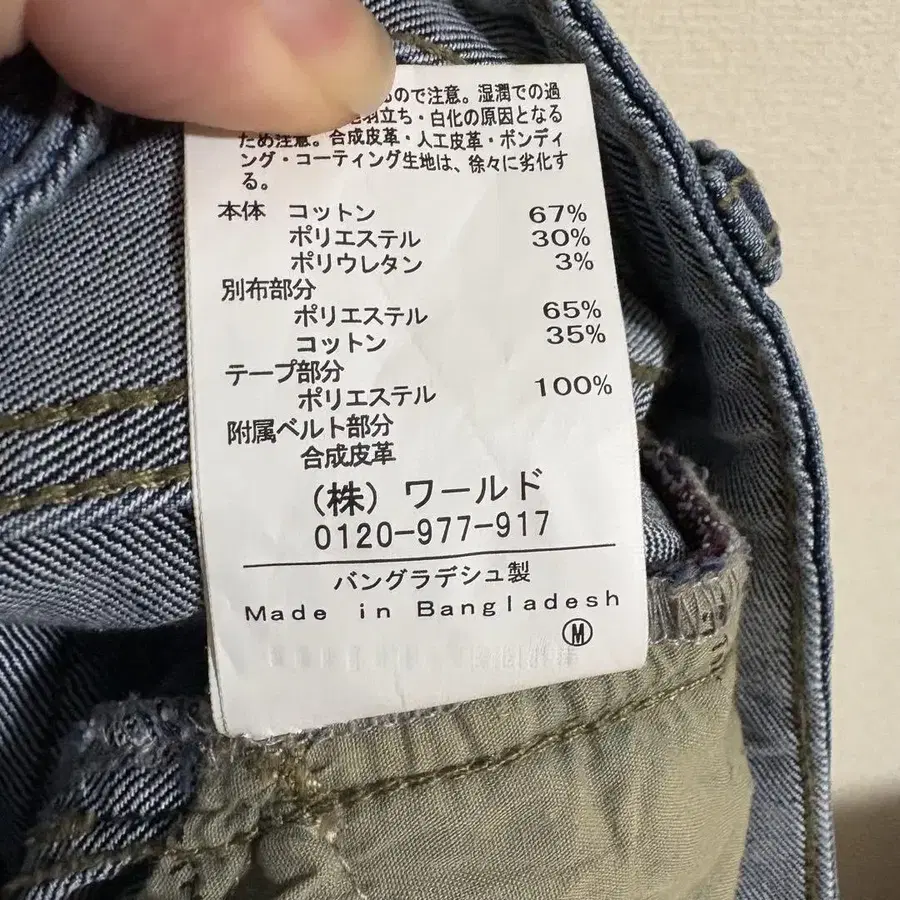 ので注意。湿潤での過
羽立ち・白化の原因となる
ため注意。合成皮革・人工皮革・ボンディ
ング・コーティング生地は、徐々に劣化す
る。
本体 コットン 67%
ポリエステル 30%
ポリウレタン 3%
別布部分
ポリエステル 65%
コットン 35%
テープ部分
ポリエステル 100%
附属ベルト部分
合成皮革
(株) ワールド
0120-977-917
バングラデシュ製
Made in Bangladesh
M